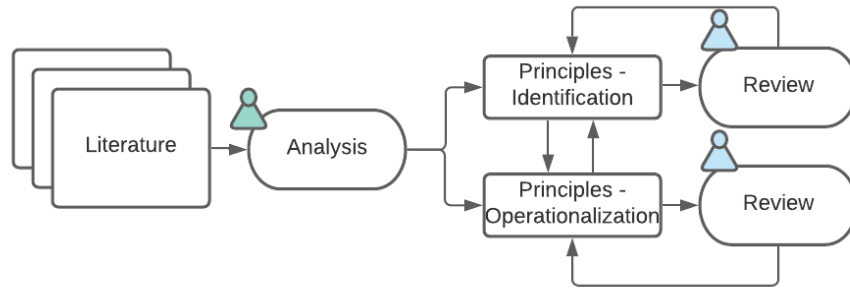 Literature
Analysis
Principles -
Identification
Review
Principles -
Operationalization
Review